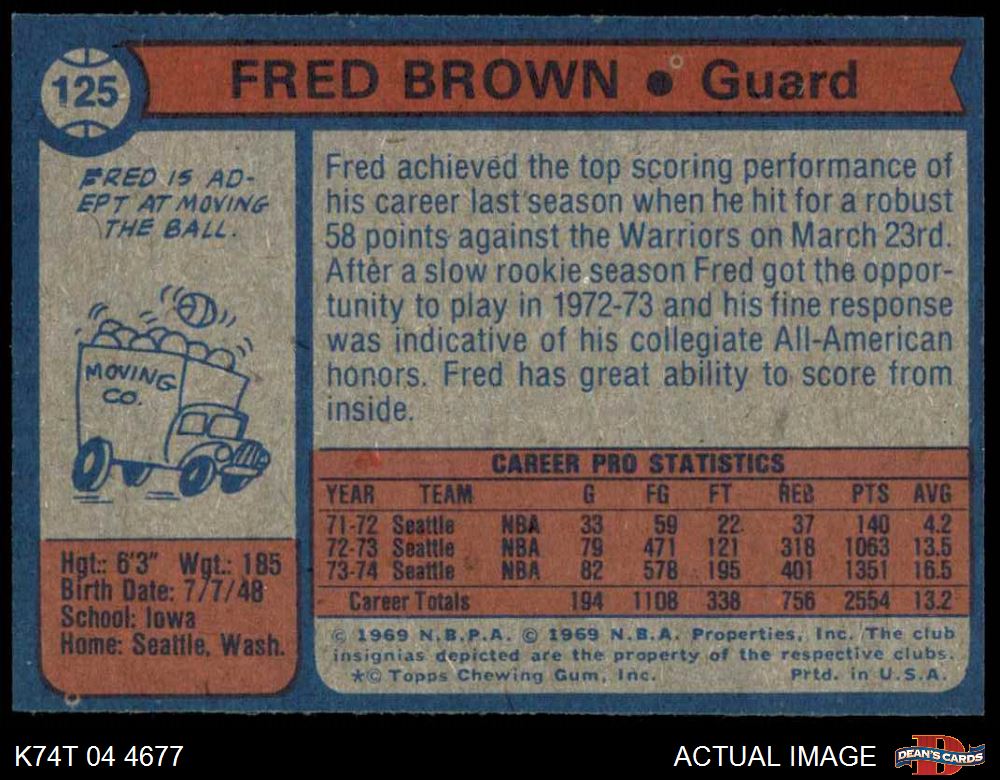 125
FRED BROWN ● Guard
FRED IS AD-
EPT AT MOVING
THE BALL.
MOVING
CO.
Hgt.: 6'3" Wgt.: 185
Birth Date: 7/7/48
School: Iowa
Home: Seattle, Wash.
Fred achieved the top scoring performance of
his career last season when he hit for a robust
58 points against the Warriors on March 23rd.
After a slow rookie season Fred got the oppor-
tunity to play in 1972-73 and his fine response
was indicative of his collegiate All-American
honors. Fred has great ability to score from
inside.
CAREER PRO STATISTICS
YEAR TEAM G FG FT REB PTS AVG
71-72 Seattle NBA 33 59 22 37 140 4.2
72-73 Seattle NBA 79 471 121 318 1063 13.5
73-74 Seattle NBA 82 578 195 401 1351 16.5
Career Totals 194 1108 338 756 2554 13.2
© 1969 N.B.P.A. © 1969 N.B.A. Properties, Inc. The club
insignias depicted are the property of the respective clubs.
*© Topps Chewing Gum, Inc. Prtd. in U.S.A.
K74T 04 4677
ACTUAL IMAGE
DEAN'S CARDS